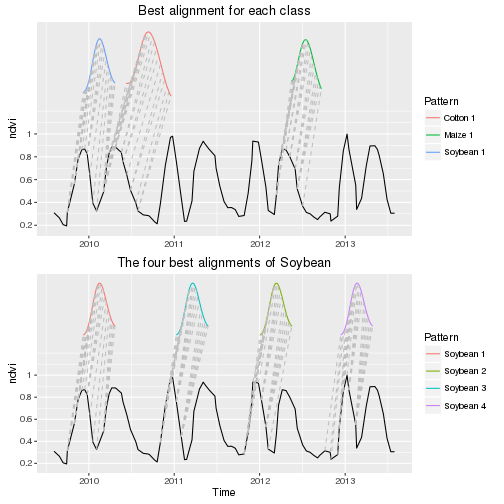 Best alignment for each class
ndvi
1
0.8
0.6
0.4
0.2
2010 2011 2012 2013
Pattern
Cotton 1
Maize 1
Soybean 1
The four best alignments of Soybean
ndvi
1
0.8
0.6
0.4
0.2
2010 2011 2012 2013
Time
Pattern
Soybean 1
Soybean 2
Soybean 3
Soybean 4